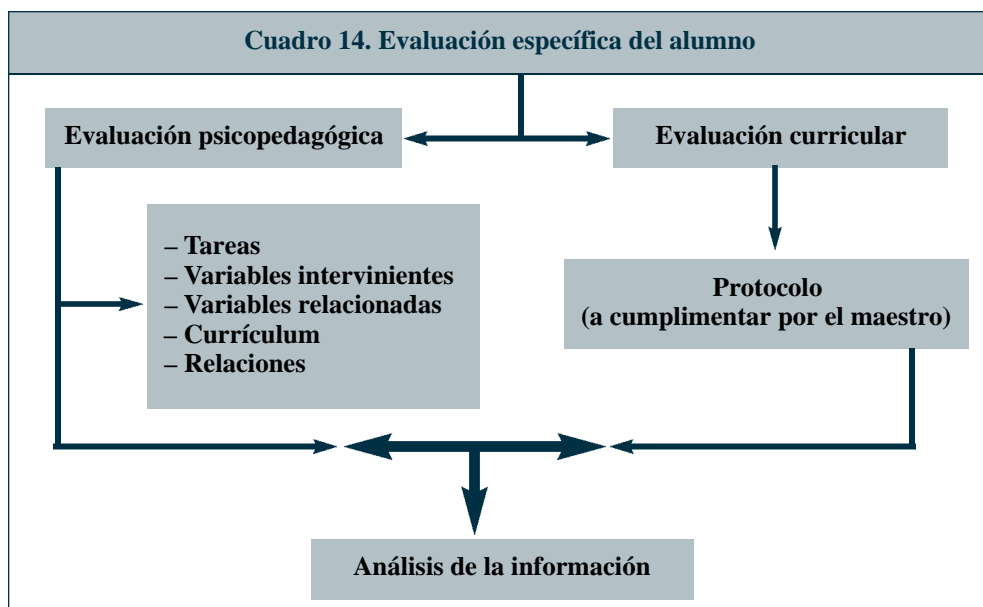 Cuadro 14. Evaluación específica del alumno
Evaluación psicopedagógica
Evaluación curricular
– Tareas
– Variables intervinientes
– Variables relacionadas
– Currículum
– Relaciones
Protocolo
(a cumplimentar por el maestro)
Análisis de la información